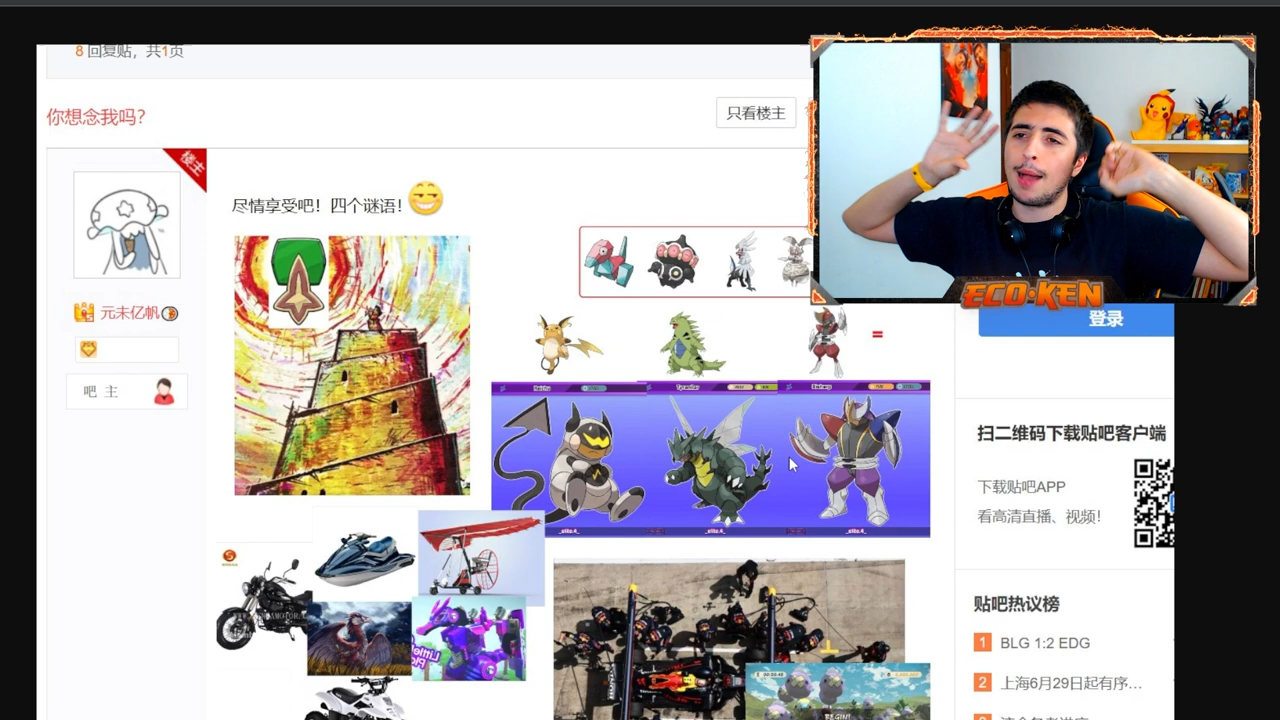 8 回复贴，共1页
你想念我吗?
只看楼主
楼主
尽情享受吧！四个谜语！
元未亿帆
吧 主
=
ECO·KEN
登录
扫二维码下载贴吧客户端
下载贴吧APP
看高清直播、视频！
贴吧热议榜
1 BLG 1:2 EDG
2 上海6月29日起有序…
BEGIN!